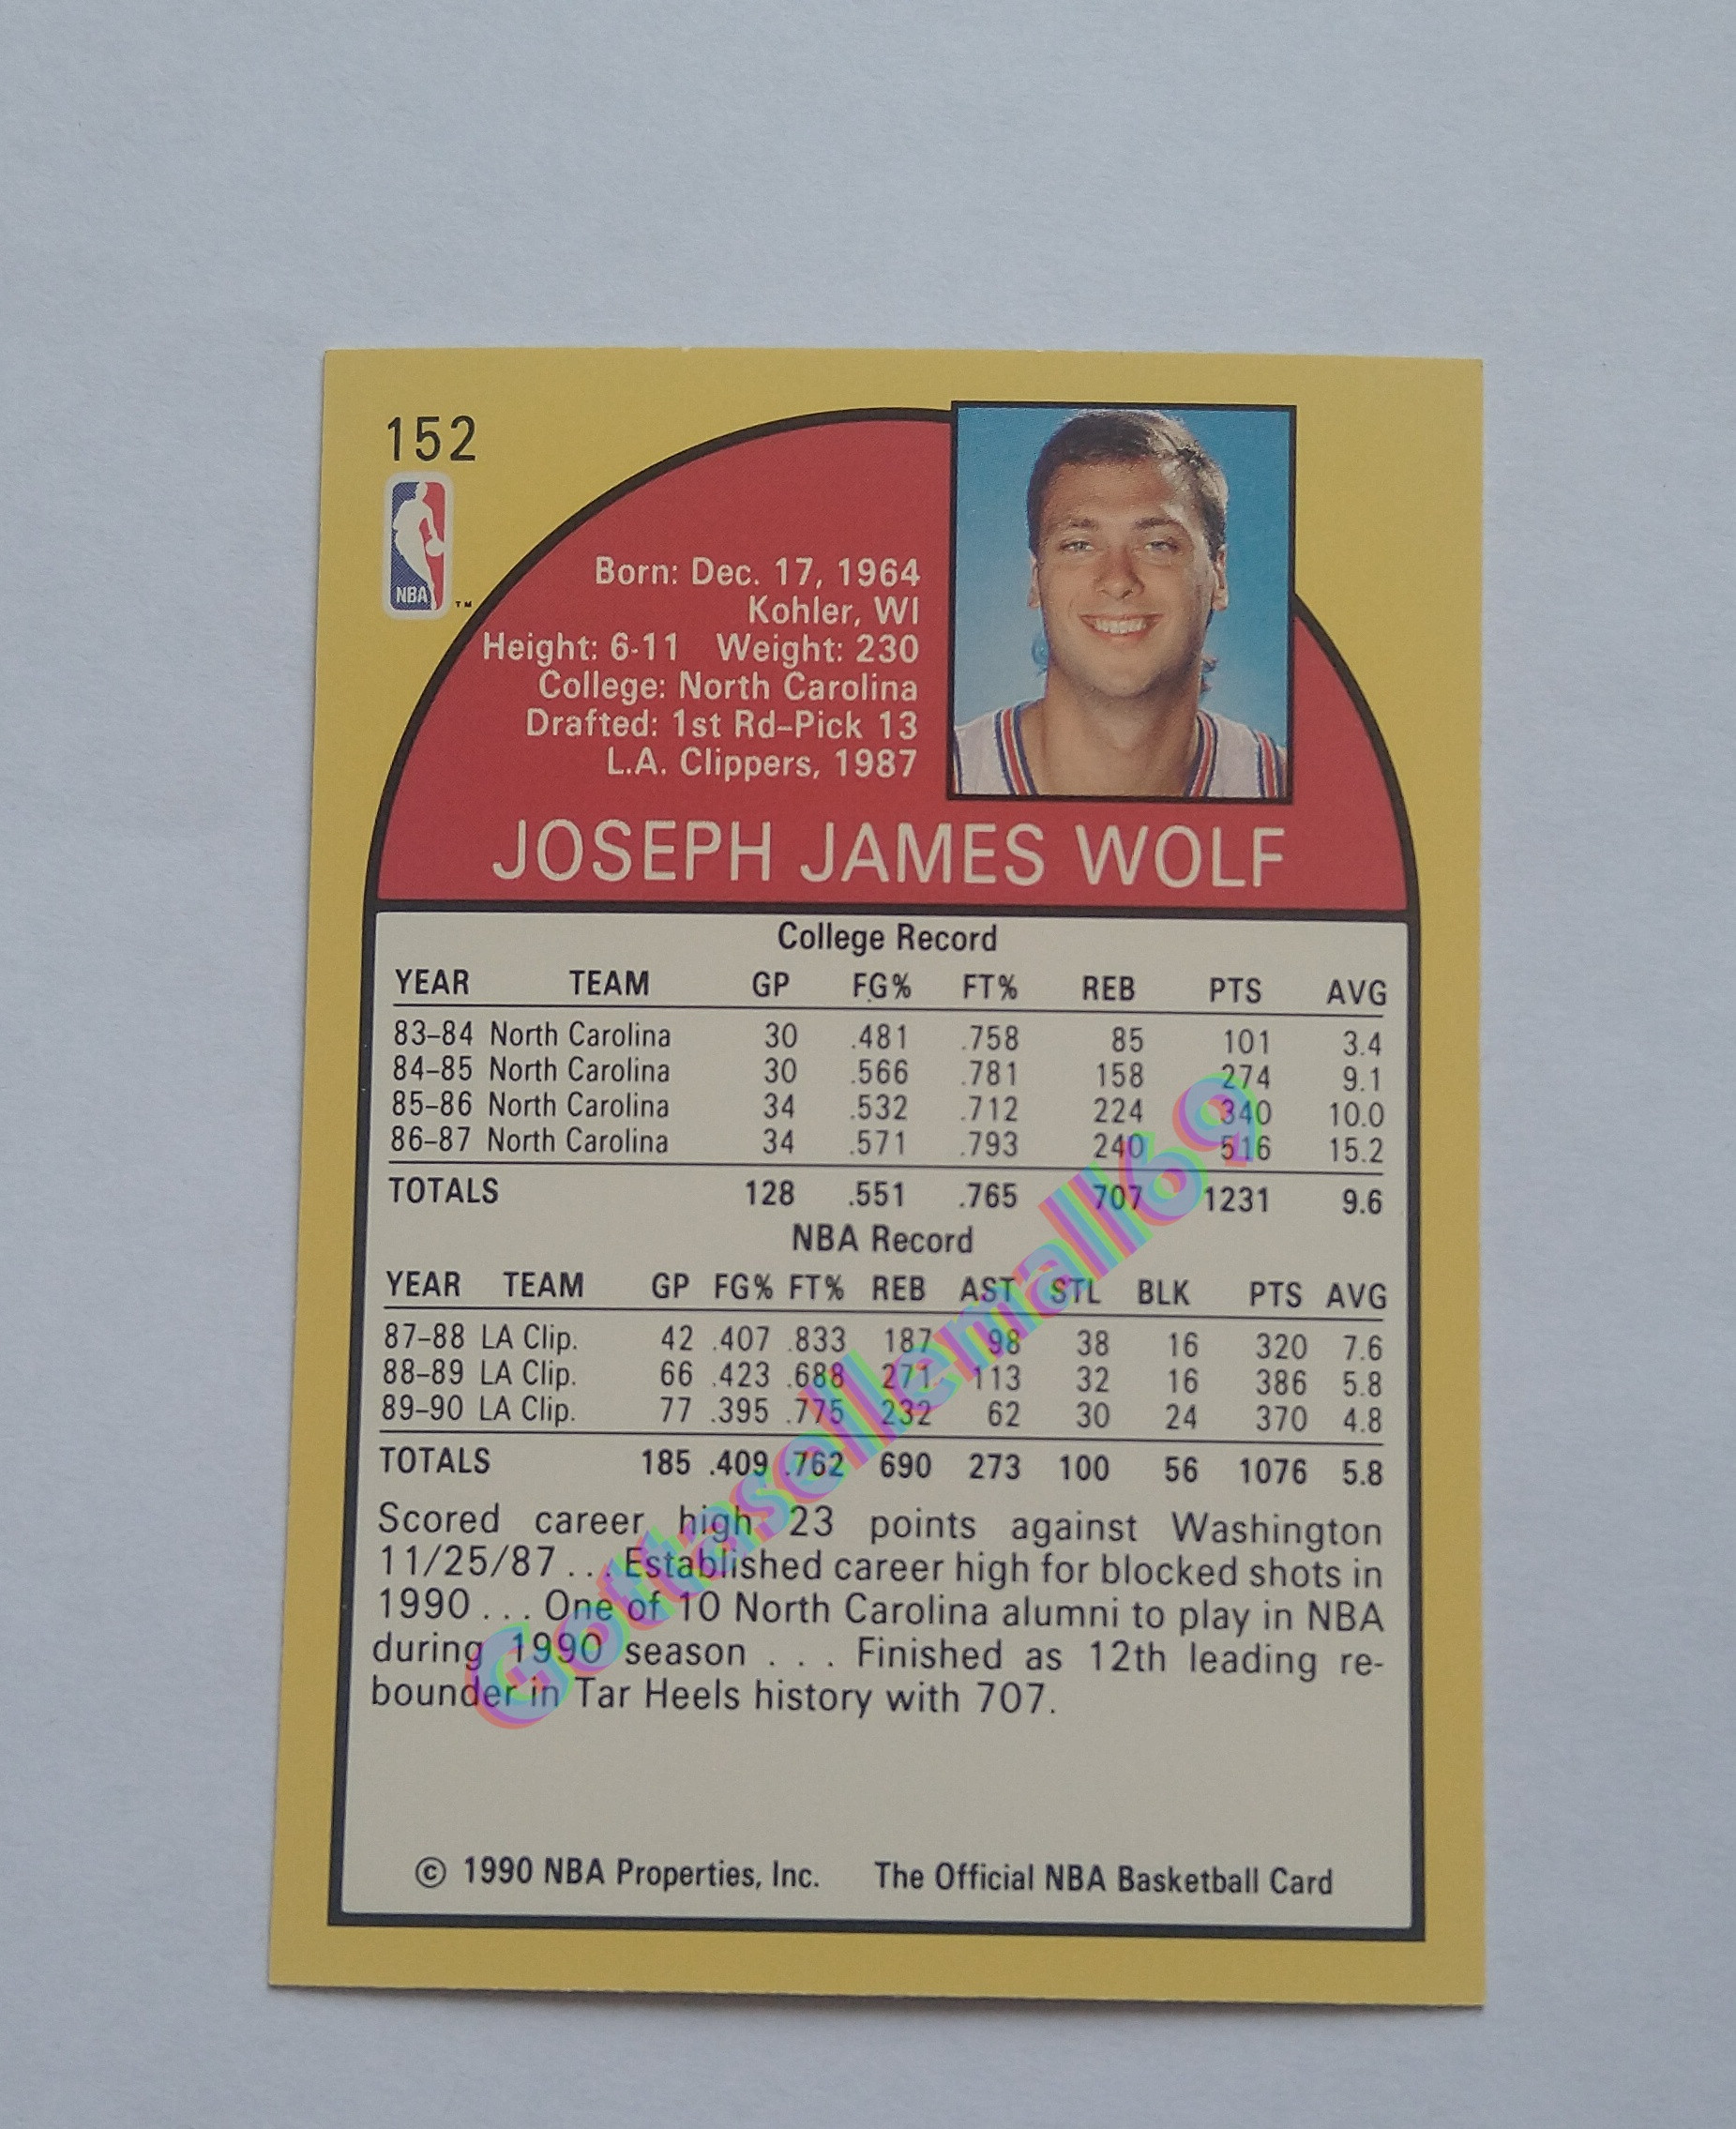 152
NBA
™
Born: Dec. 17, 1964
Kohler, WI
Height: 6-11 Weight: 230
College: North Carolina
Drafted: 1st Rd–Pick 13
L.A. Clippers, 1987
JOSEPH JAMES WOLF
College Record
YEAR TEAM GP FG% FT% REB PTS AVG
83–84 North Carolina 30 .481 .758 85 101 3.4
84–85 North Carolina 30 .566 .781 158 274 9.1
85–86 North Carolina 34 .532 .712 224 340 10.0
86–87 North Carolina 34 .571 .793 240 516 15.2
TOTALS 128 .551 .765 707 1231 9.6
NBA Record
YEAR TEAM GP FG% FT% REB AST STL BLK PTS AVG
87–88 LA Clip. 42 .407 .833 187 98 38 16 320 7.6
88–89 LA Clip. 66 .423 .688 271 113 32 16 386 5.8
89–90 LA Clip. 77 .395 .775 232 62 30 24 370 4.8
TOTALS 185 .409 .762 690 273 100 56 1076 5.8
Scored career high 23 points against Washington
11/25/87 . . . Established career high for blocked shots in
1990 . . . One of 10 North Carolina alumni to play in NBA
during 1990 season . . . Finished as 12th leading re-
bounder in Tar Heels history with 707.
© 1990 NBA Properties, Inc. The Official NBA Basketball Card
Gottasellemall69